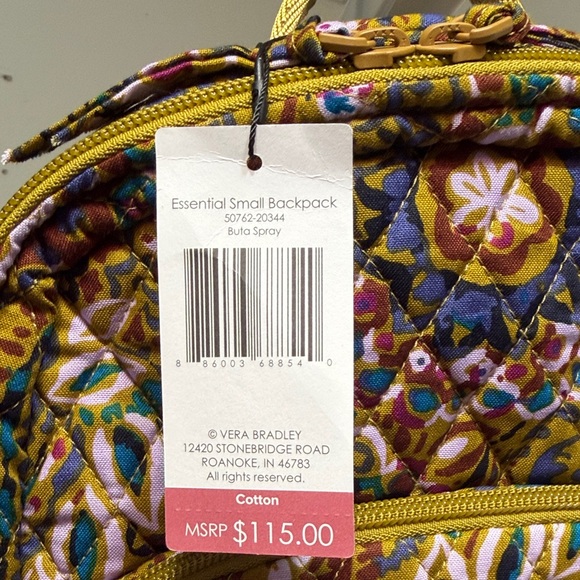 Essential Small Backpack
50762-20344
Buta Spray
8 86003 68854 0
© VERA BRADLEY
12420 STONEBRIDGE ROAD
ROANOKE, IN 46783
All rights reserved.
Cotton
MSRP $115.00